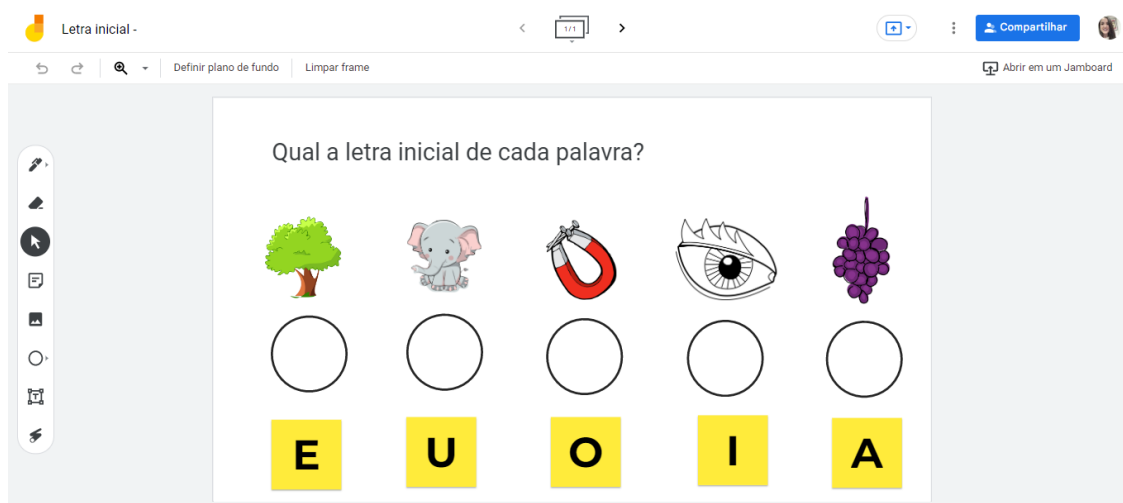 Letra inicial -
1/1
Compartilhar
Definir plano de fundo
Limpar frame
Abrir em um Jamboard
Qual a letra inicial de cada palavra?
E U O I A